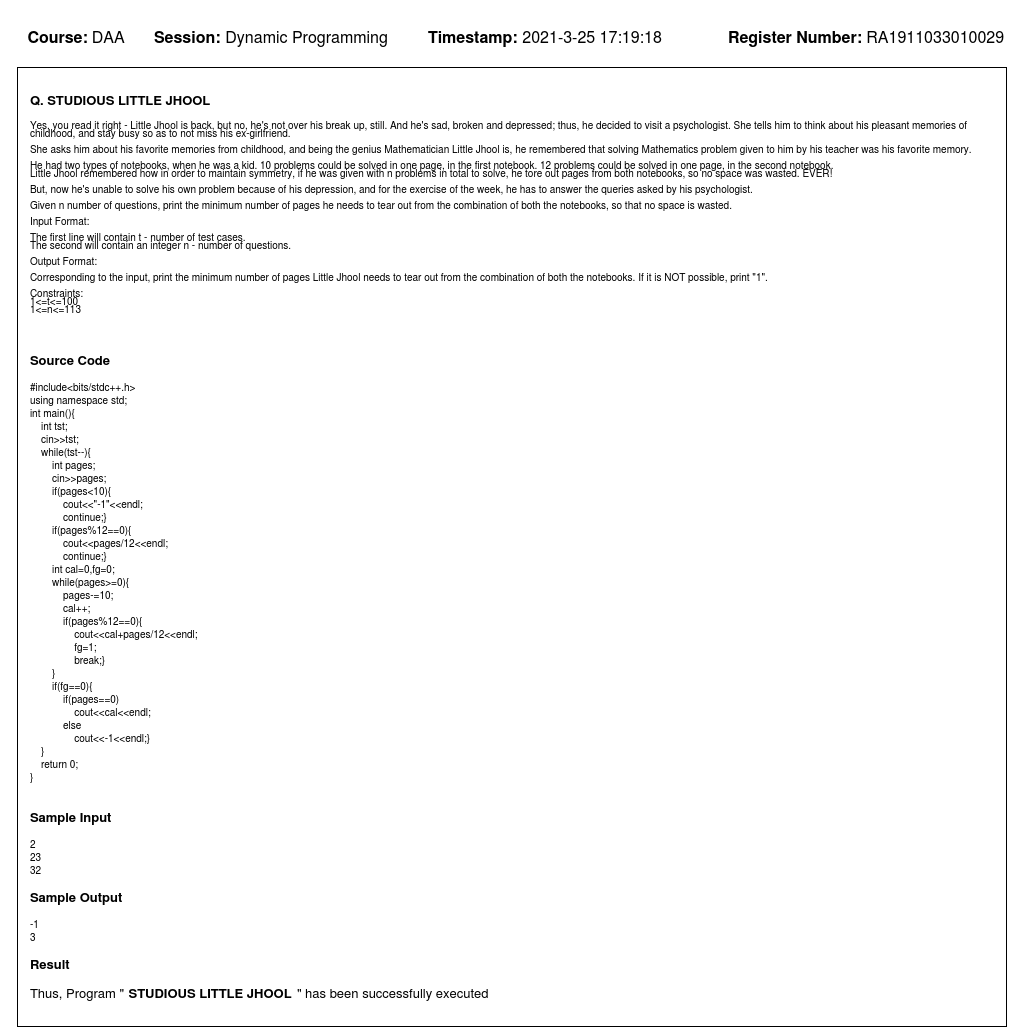 Course: DAA Session: Dynamic Programming Timestamp: 2021-3-25 17:19:18 Register Number: RA1911033010029
Q. STUDIOUS LITTLE JHOOL
Yes, you read it right - Little Jhool is back, but no, he's not over his break up, still. And he's sad, broken and depressed; thus, he decided to visit a psychologist. She tells him to think about his pleasant memories of
childhood, and stay busy so as to not miss his ex-girlfriend.
She asks him about his favorite memories from childhood, and being the genius Mathematician Little Jhool is, he remembered that solving Mathematics problem given to him by his teacher was his favorite memory.
He had two types of notebooks, when he was a kid. 10 problems could be solved in one page, in the first notebook. 12 problems could be solved in one page, in the second notebook.
Little Jhool remembered how in order to maintain symmetry, if he was given with n problems in total to solve, he tore out pages from both notebooks, so no space was wasted. EVER!
But, now he's unable to solve his own problem because of his depression, and for the exercise of the week, he has to answer the queries asked by his psychologist.
Given n number of questions, print the minimum number of pages he needs to tear out from the combination of both the notebooks, so that no space is wasted.
Input Format:
The first line will contain t - number of test cases.
The second will contain an integer n - number of questions.
Output Format:
Corresponding to the input, print the minimum number of pages Little Jhool needs to tear out from the combination of both the notebooks. If it is NOT possible, print "1".
Constraints:
1<=t<=100
1<=n<=113
Source Code
#include<bits/stdc++.h>
using namespace std;
int main(){
    int tst;
    cin>>tst;
    while(tst--){
        int pages;
        cin>>pages;
        if(pages<10){
            cout<<"-1"<<endl;
            continue;}
        if(pages%12==0){
            cout<<pages/12<<endl;
            continue;}
        int cal=0,fg=0;
        while(pages>=0){
            pages-=10;
            cal++;
            if(pages%12==0){
                cout<<cal+pages/12<<endl;
                fg=1;
                break;}
        }
        if(fg==0){
            if(pages==0)
                cout<<cal<<endl;
            else
                cout<<-1<<endl;}
    }
    return 0;
}
Sample Input
2
23
32
Sample Output
-1
3
Result
Thus, Program " STUDIOUS LITTLE JHOOL " has been successfully executed